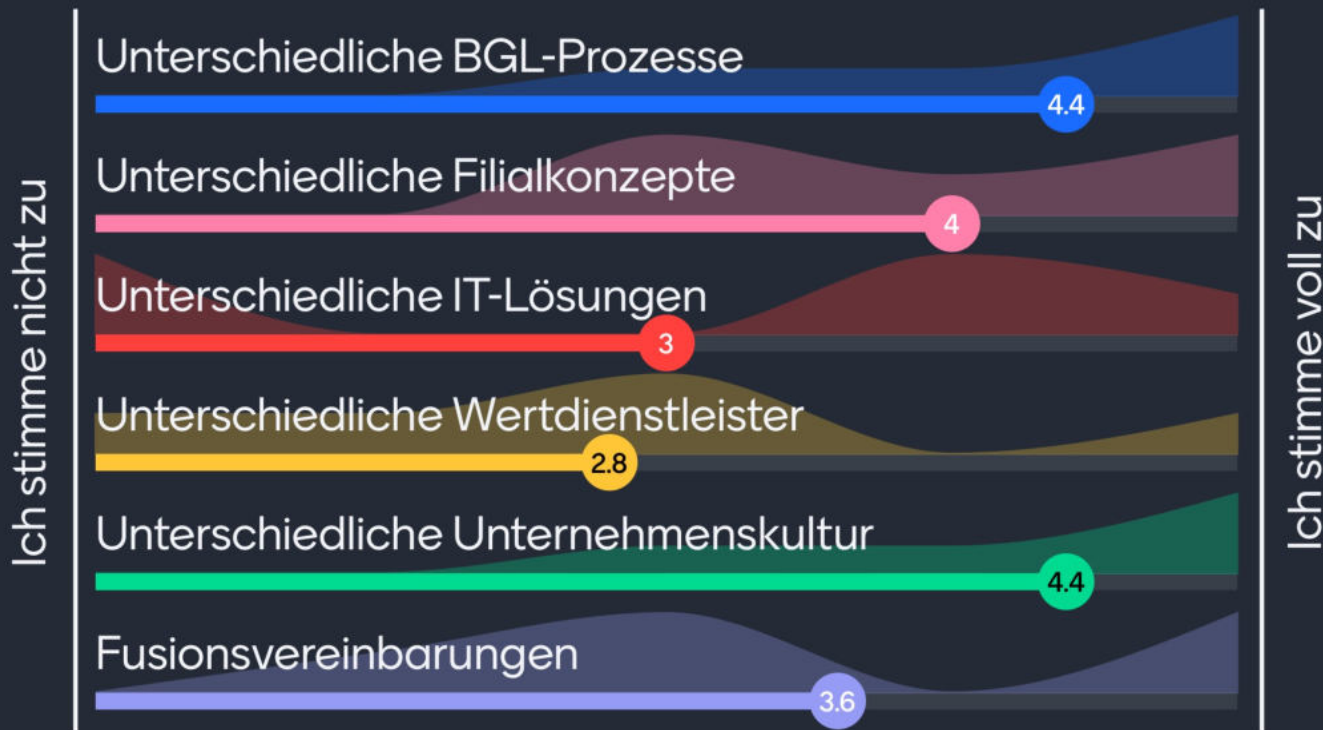 Ich stimme nicht zu
Unterschiedliche BGL-Prozesse
4.4
Unterschiedliche Filialkonzepte
4
Unterschiedliche IT-Lösungen
3
Unterschiedliche Wertdienstleister
2.8
Unterschiedliche Unternehmenskultur
4.4
Fusionsvereinbarungen
3.6
Ich stimme voll zu